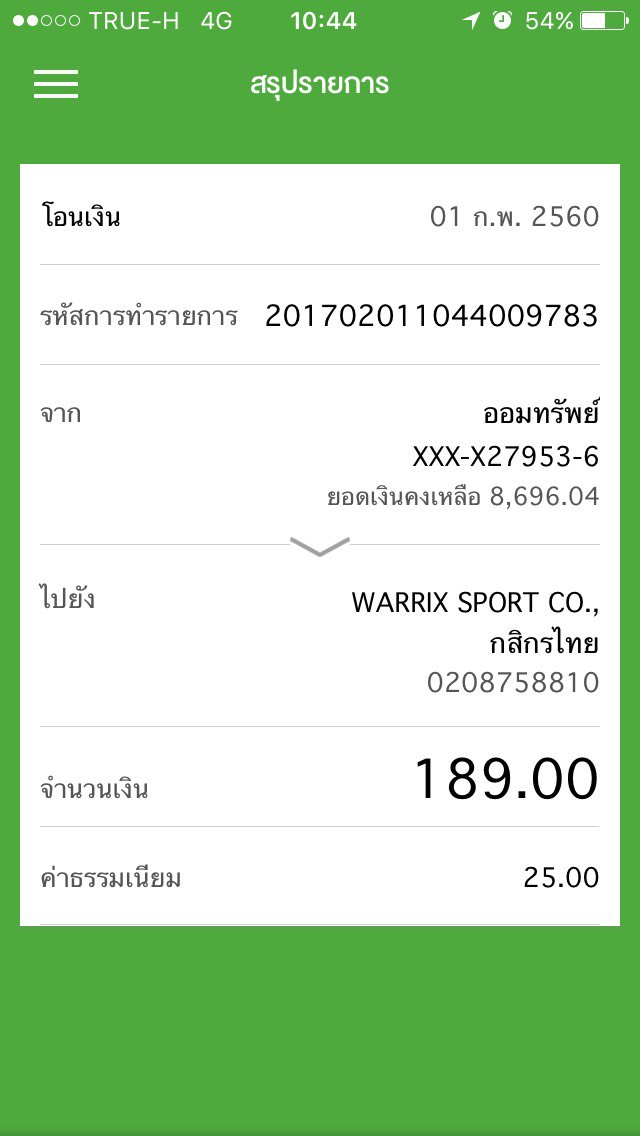 TRUE-H 4G 10:44 54%
สรุปรายการ
โอนเงิน 01 ก.พ. 2560
รหัสการทำรายการ 201702011044009783
จาก ออมทรัพย์
XXX-X27953-6
ยอดเงินคงเหลือ 8,696.04
ไปยัง WARRIX SPORT CO.,
กสิกรไทย
0208758810
จำนวนเงิน 189.00
ค่าธรรมเนียม 25.00